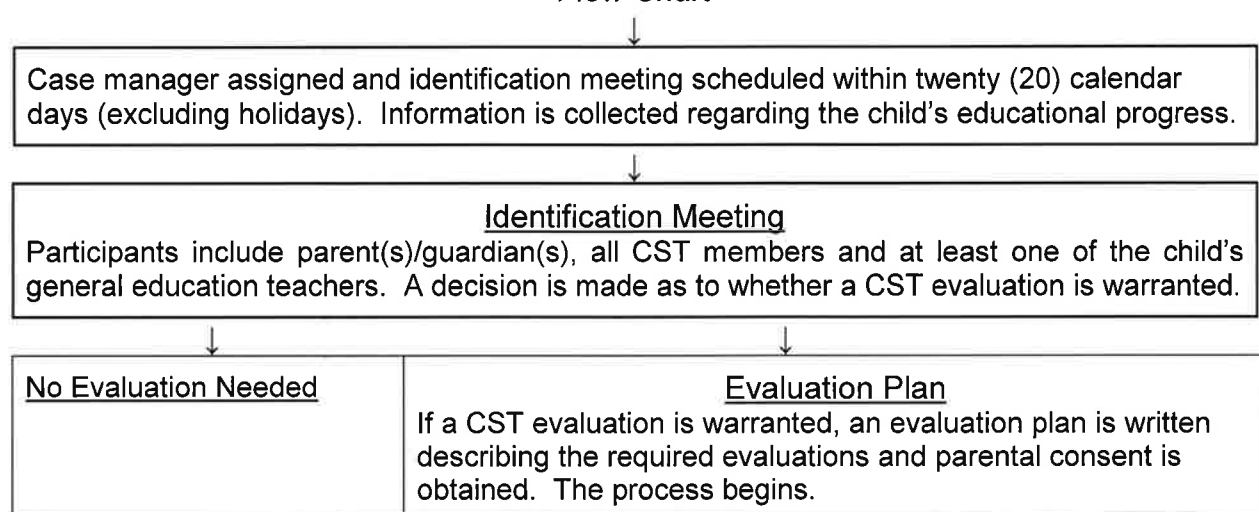 Case manager assigned and identification meeting scheduled within twenty (20) calendar
days (excluding holidays). Information is collected regarding the child's educational progress.
Identification Meeting
Participants include parent(s)/guardian(s), all CST members and at least one of the child's
general education teachers. A decision is made as to whether a CST evaluation is warranted.
No Evaluation Needed
Evaluation Plan
If a CST evaluation is warranted, an evaluation plan is written
describing the required evaluations and parental consent is
obtained. The process begins.